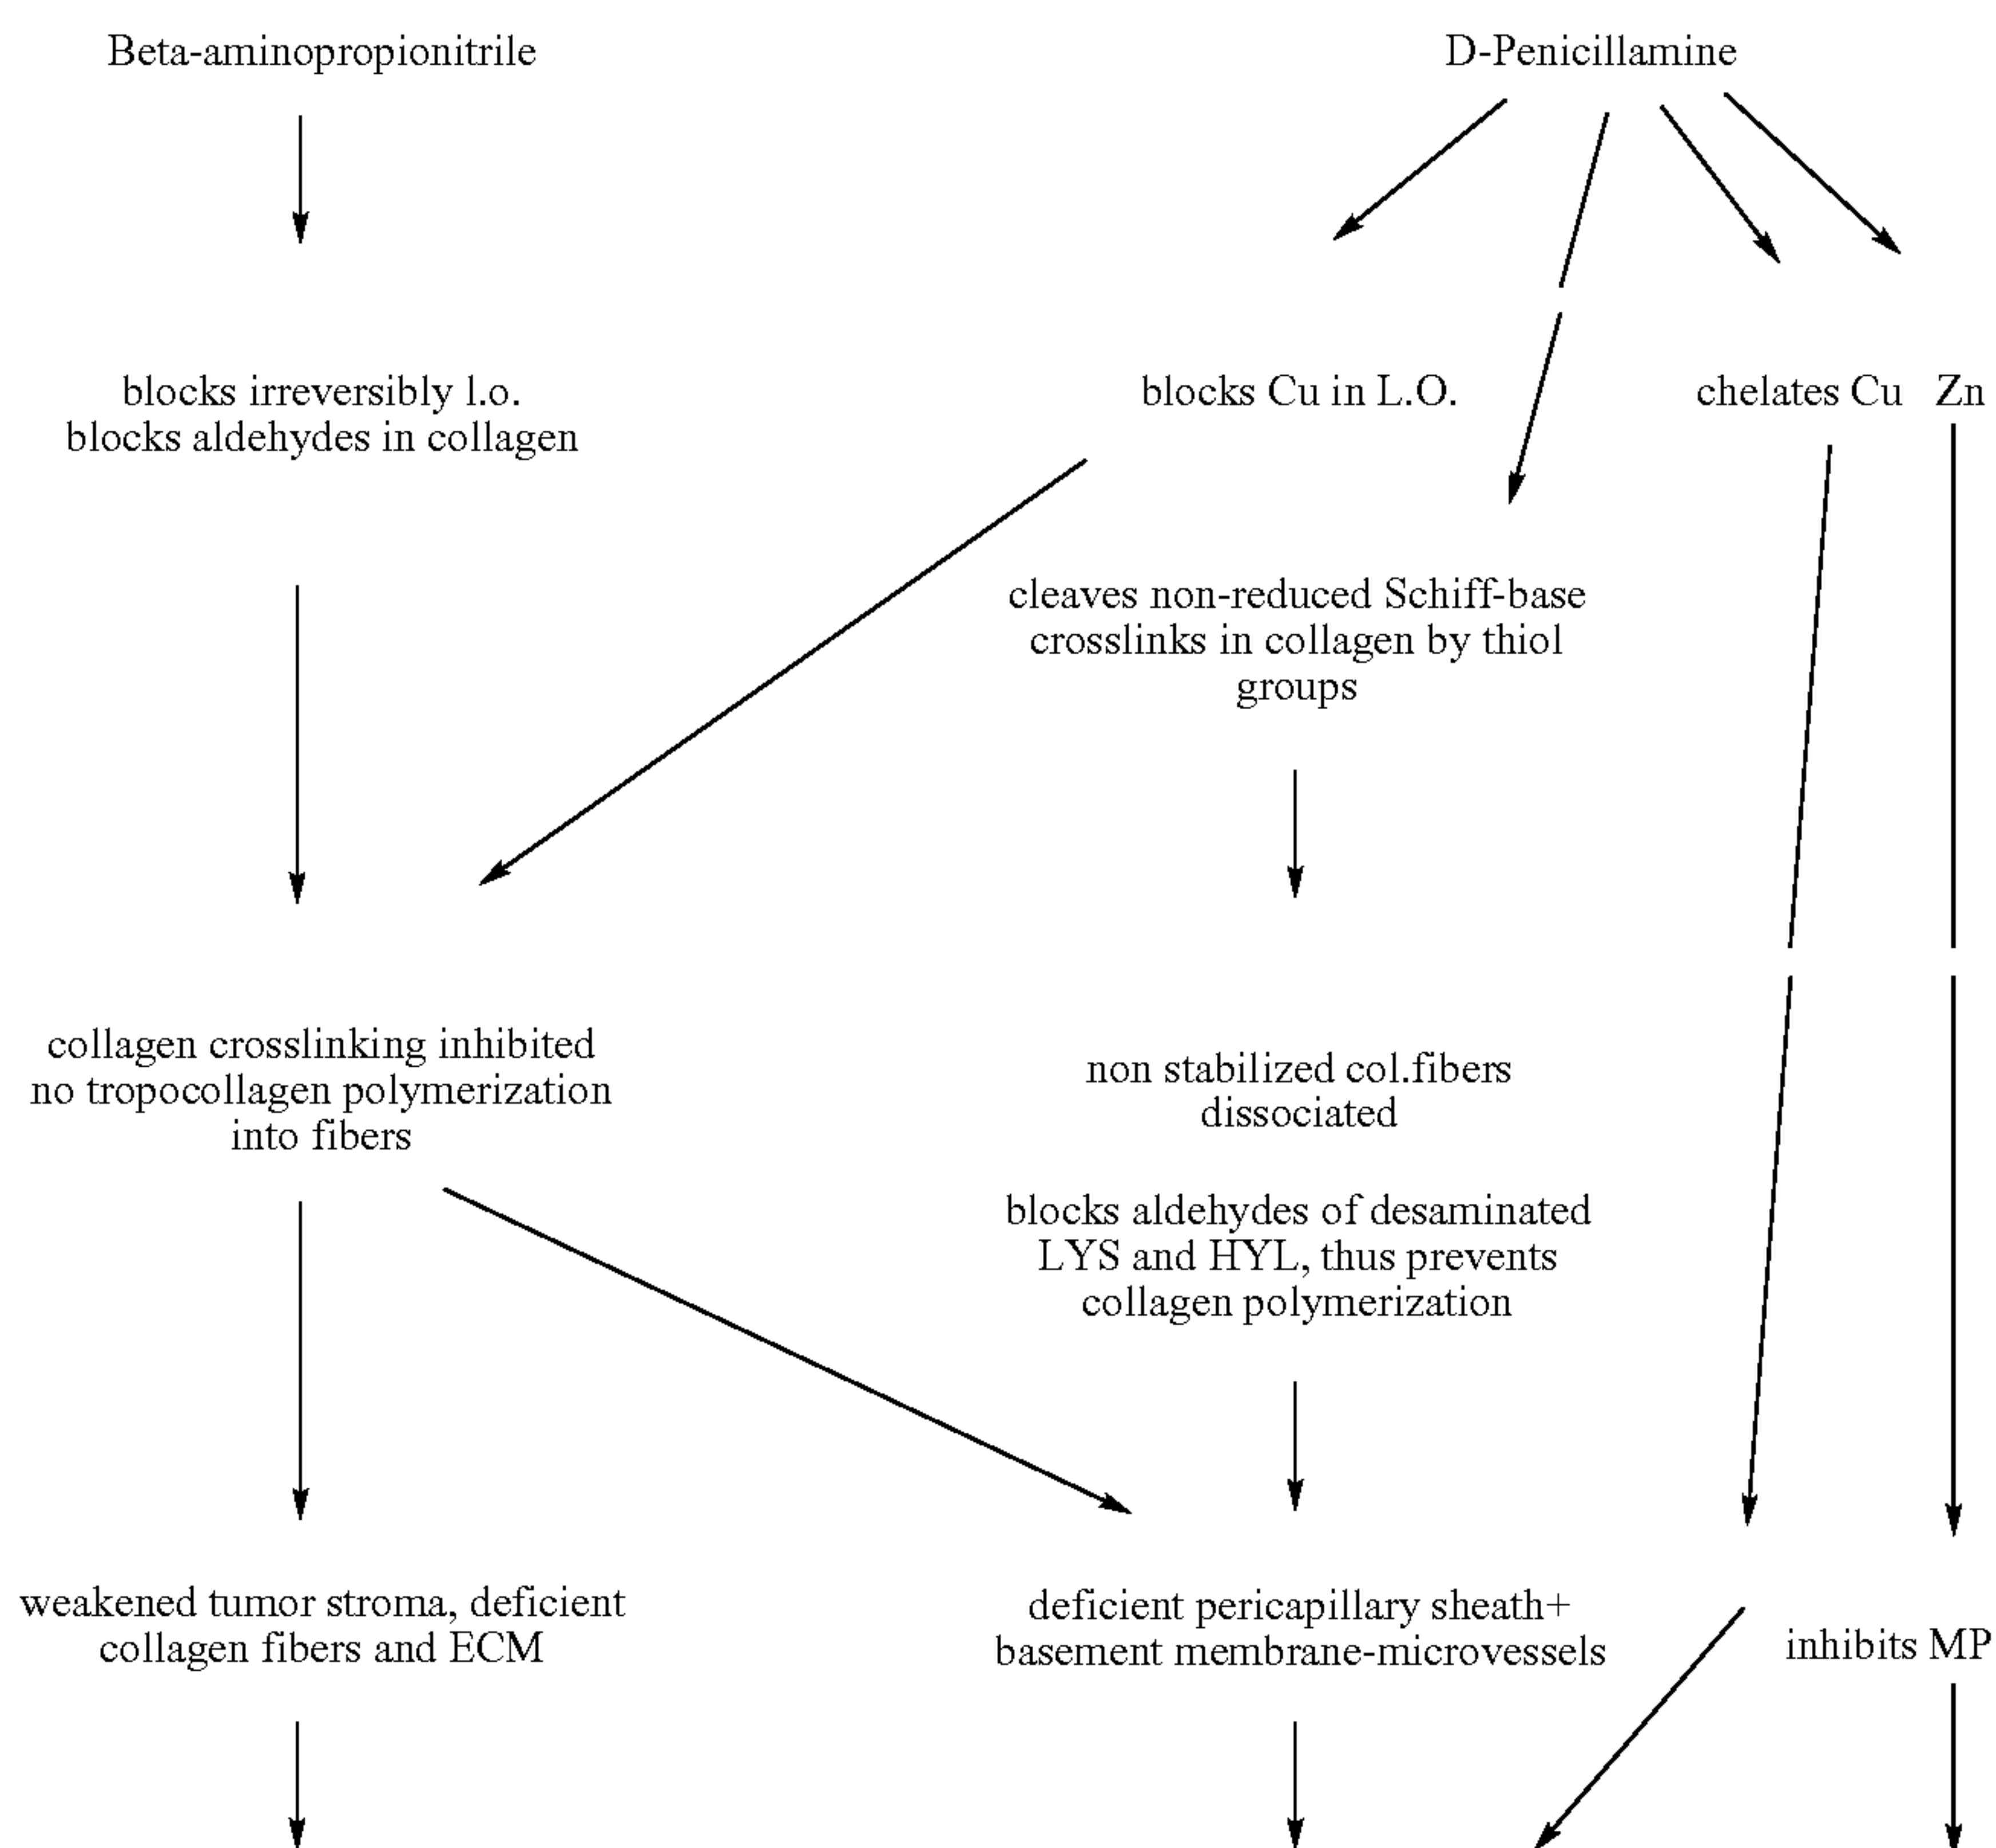 Beta-aminopropionitrile
D-Penicillamine
blocks irreversibly l.o.
blocks aldehydes in collagen
blocks Cu in L.O.
chelates Cu Zn
cleaves non-reduced Schiff-base
crosslinks in collagen by thiol
groups
collagen crosslinking inhibited
no tropocollagen polymerization
into fibers
non stabilized col.fibers
dissociated
blocks aldehydes of desaminated
LYS and HYL, thus prevents
collagen polymerization
weakened tumor stroma, deficient
collagen fibers and ECM
deficient pericapillary sheath+
basement membrane-microvessels
inhibits MP